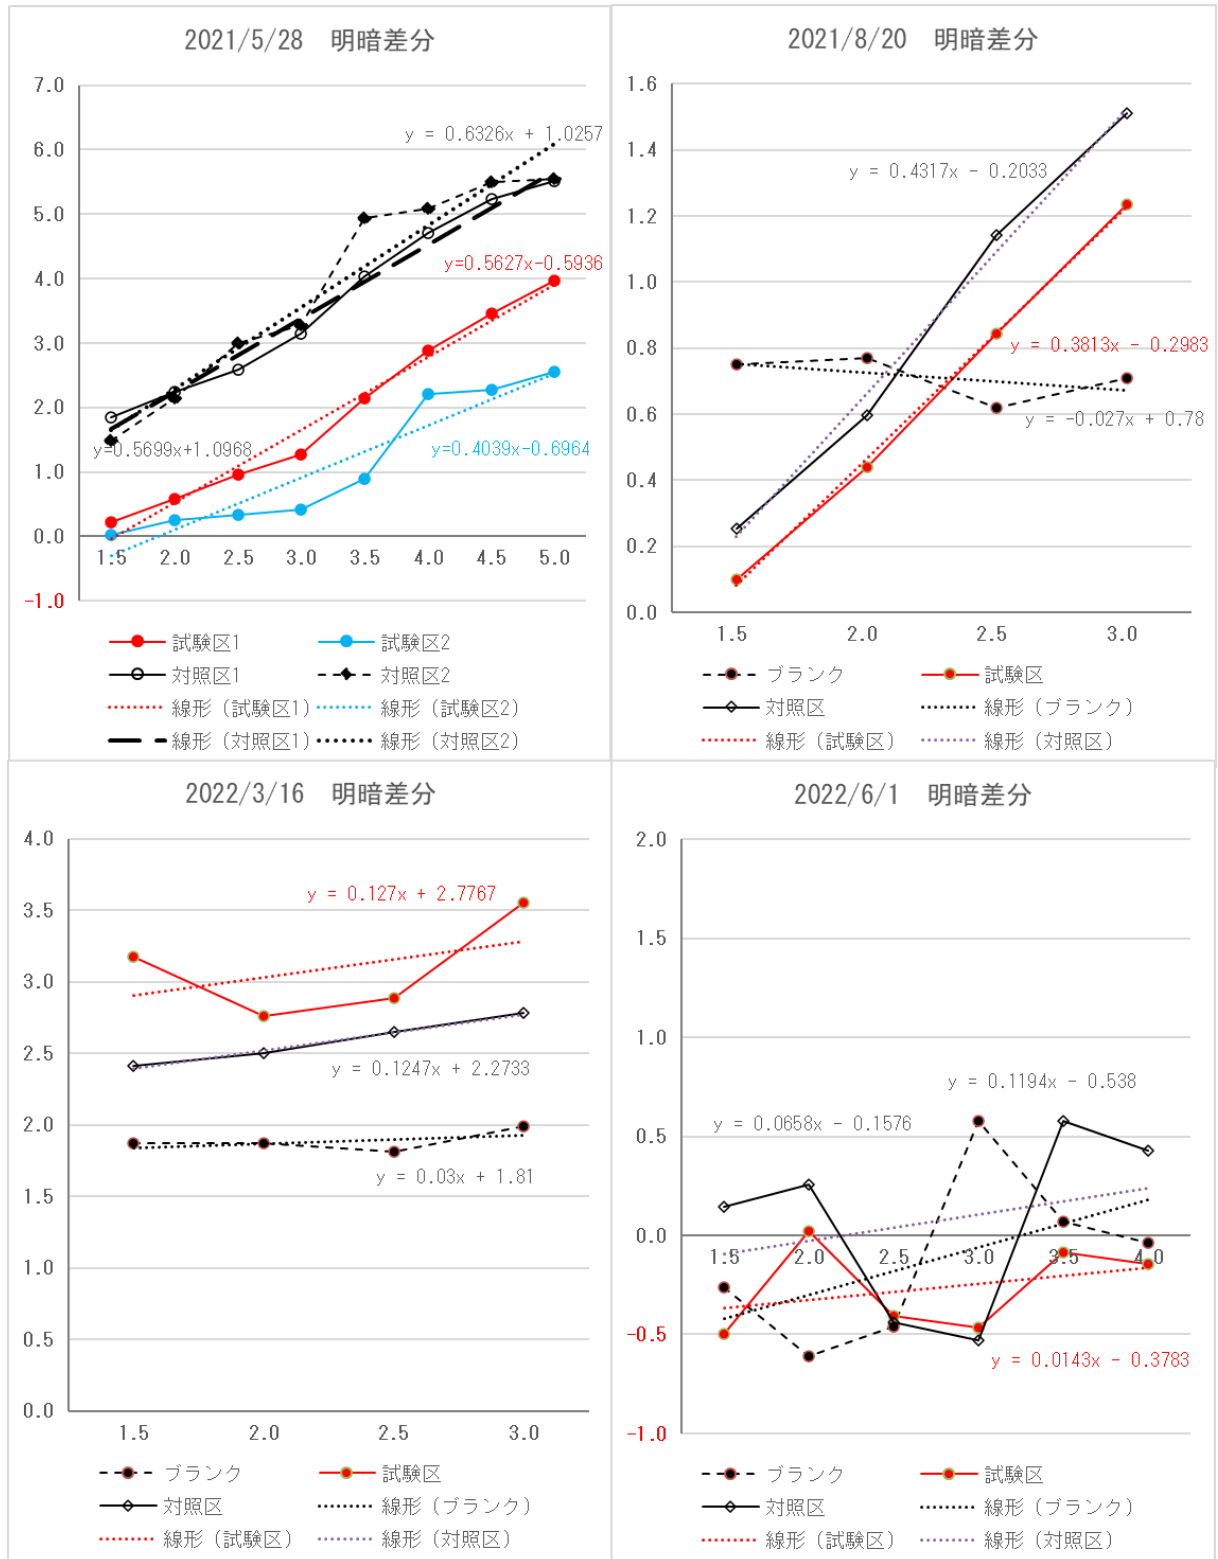 2021/5/28 明暗差分
7.0
6.0
5.0
4.0
3.0
2.0
1.0
0.0
-1.0
y = 0.6326x + 1.0257
y=0.5627x-0.5936
y=0.5699x+1.0968
y=0.4039x-0.6964
1.5 2.0 2.5 3.0 3.5 4.0 4.5 5.0
試験区1 試験区2
対照区1 対照区2
線形（試験区1） 線形（試験区2）
線形（対照区1） 線形（対照区2）
2021/8/20 明暗差分
1.6
1.4
1.2
1.0
0.8
0.6
0.4
0.2
0.0
y = 0.4317x - 0.2033
y = 0.3813x - 0.2983
y = -0.027x + 0.78
1.5 2.0 2.5 3.0
ブランク 試験区
対照区 線形（ブランク）
線形（試験区） 線形（対照区）
2022/3/16 明暗差分
4.0
3.5
3.0
2.5
2.0
1.5
1.0
0.5
0.0
y = 0.127x + 2.7767
y = 0.1247x + 2.2733
y = 0.03x + 1.81
1.5 2.0 2.5 3.0
ブランク 試験区
対照区 線形（ブランク）
線形（試験区） 線形（対照区）
2022/6/1 明暗差分
2.0
1.5
1.0
0.5
0.0
-0.5
-1.0
y = 0.1194x - 0.538
y = 0.0658x - 0.1576
1.5 2.0 2.5 3.0 3.5 4.0
y = 0.0143x - 0.3783
ブランク 試験区
対照区 線形（ブランク）
線形（試験区） 線形（対照区）